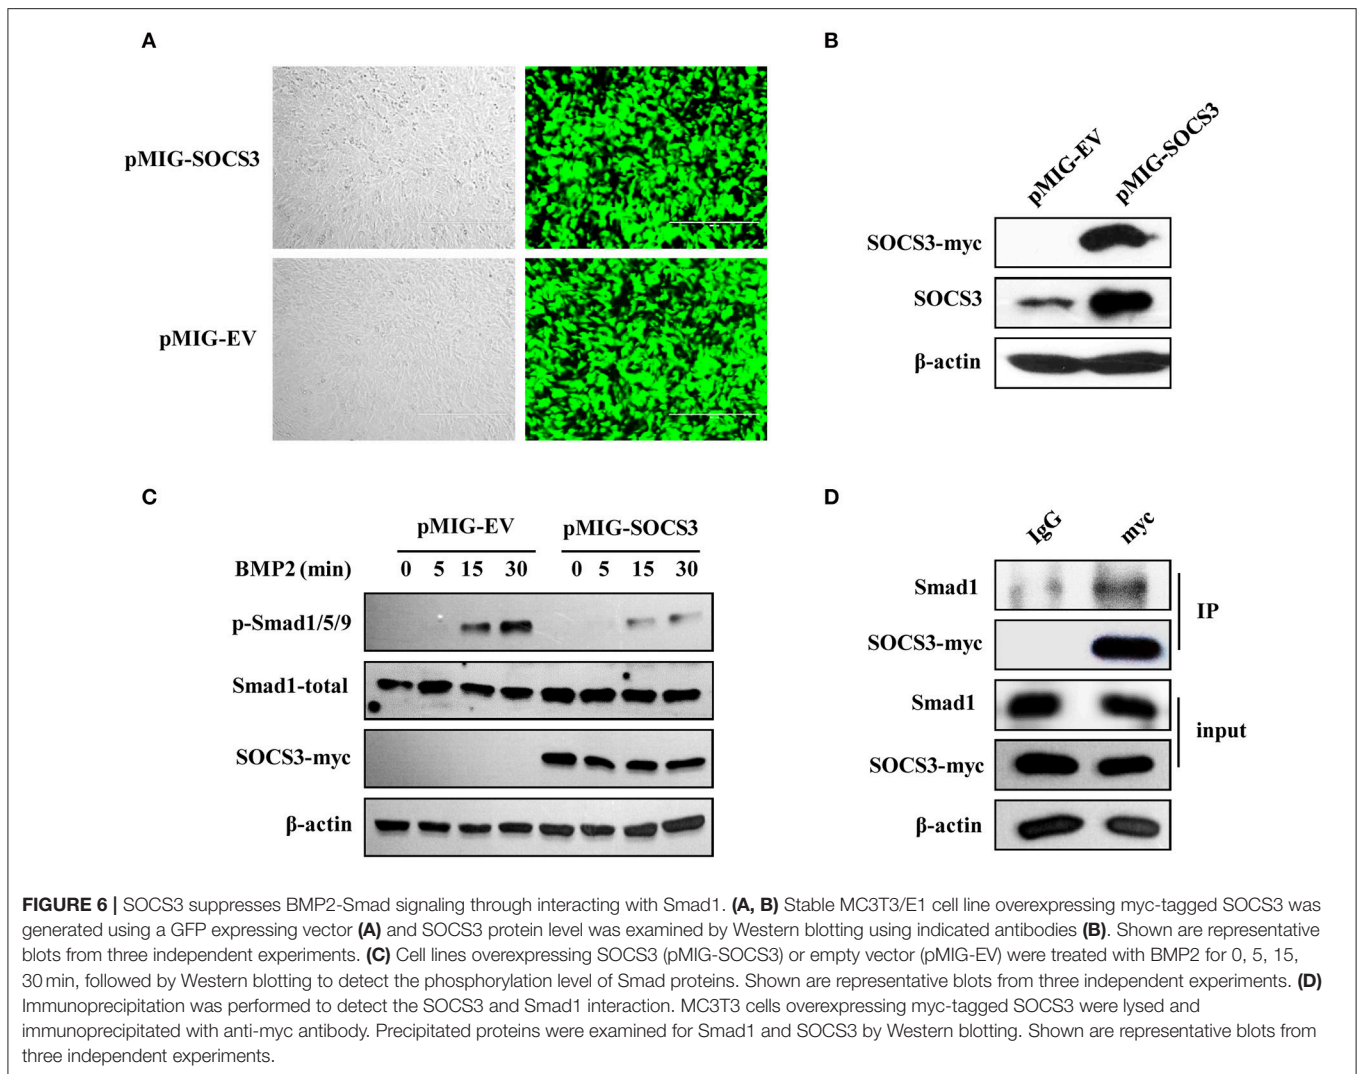 A
pMIG-SOCS3
pMIG-EV
B
pMIG-EV
pMIG-SOCS3
SOCS3-myc
SOCS3
β-actin
C
pMIG-EV pMIG-SOCS3
BMP2 (min) 0 5 15 30 0 5 15 30
p-Smad1/5/9
Smad1-total
SOCS3-myc
β-actin
D
IgG myc
Smad1
SOCS3-myc
IP
Smad1
SOCS3-myc
input
β-actin
FIGURE 6 | SOCS3 suppresses BMP2-Smad signaling through interacting with Smad1. (A, B) Stable MC3T3/E1 cell line overexpressing myc-tagged SOCS3 was
generated using a GFP expressing vector (A) and SOCS3 protein level was examined by Western blotting using indicated antibodies (B). Shown are representative
blots from three independent experiments. (C) Cell lines overexpressing SOCS3 (pMIG-SOCS3) or empty vector (pMIG-EV) were treated with BMP2 for 0, 5, 15,
30 min, followed by Western blotting to detect the phosphorylation level of Smad proteins. Shown are representative blots from three independent experiments. (D)
Immunoprecipitation was performed to detect the SOCS3 and Smad1 interaction. MC3T3 cells overexpressing myc-tagged SOCS3 were lysed and
immunoprecipitated with anti-myc antibody. Precipitated proteins were examined for Smad1 and SOCS3 by Western blotting. Shown are representative blots from
three independent experiments.